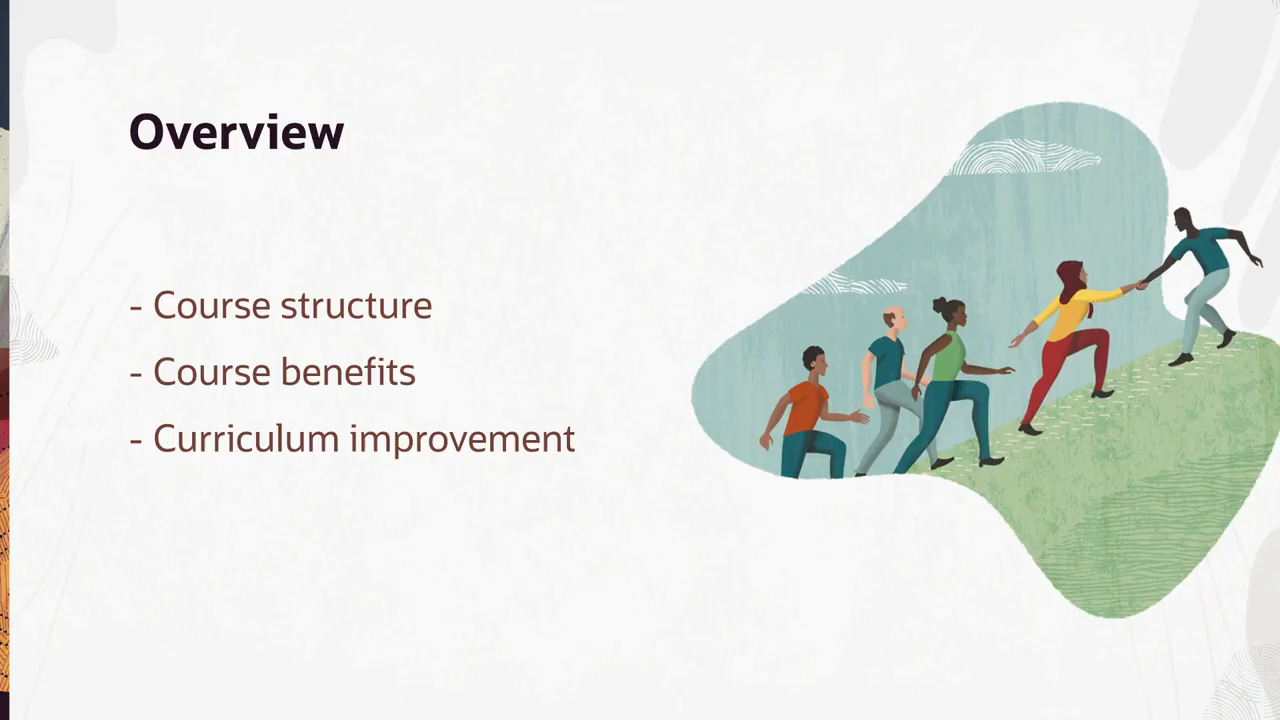 Overview
- Course structure
- Course benefits
- Curriculum improvement